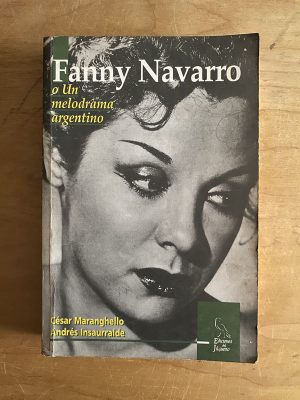 Fanny Navarro
o Un
melodrama
argentino
César Maranghello
Andrés Insaurralde
Ediciones
del
Jilguero